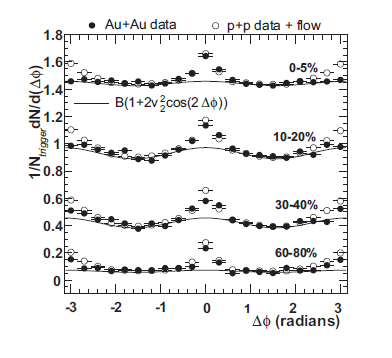 ● Au+Au data ○ p+p data + flow
1/N_trigger dN/d(Δϕ)
1.8
1.6
1.4
1.2
1
0.8
0.6
0.4
0.2
0
0-5%
B(1+2v₂²cos(2 Δϕ))
10-20%
30-40%
60-80%
-3 -2 -1 0 1 2 3
Δϕ (radians)